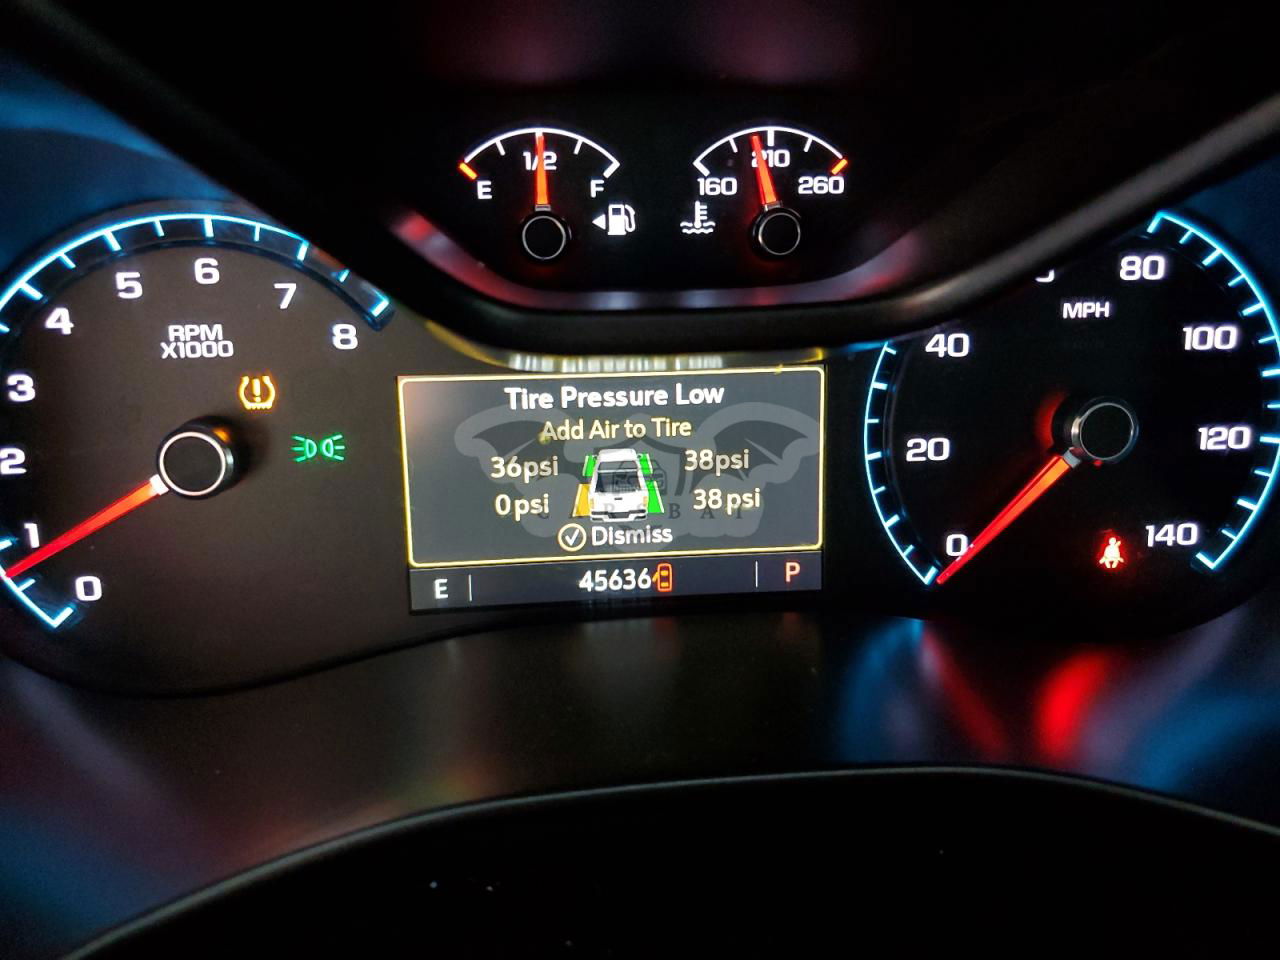 1/2
E
F
210
160
260
0
1
2
3
4
5
6
7
8
RPM
X1000
Tire Pressure Low
Add Air to Tire
36psi
38psi
0psi
38psi
Dismiss
E
45636
P
CARSBAT
0
20
40
80
100
120
140
MPH